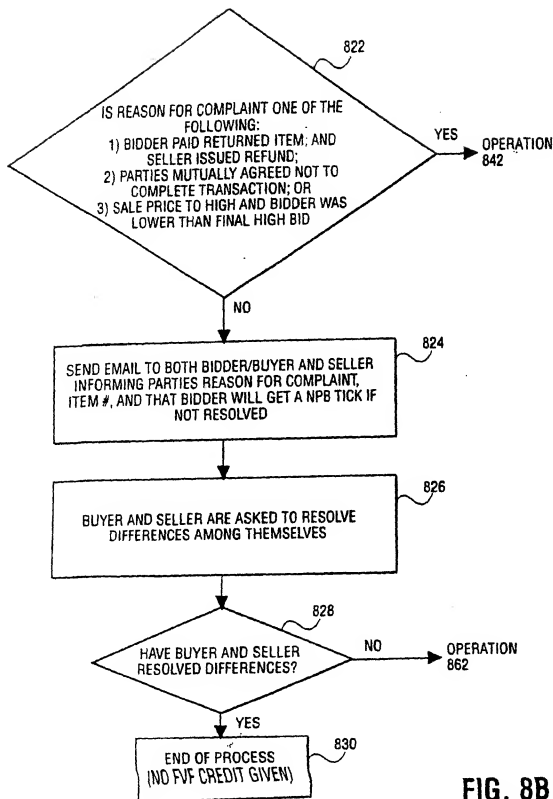 822
IS REASON FOR COMPLAINT ONE OF THE
FOLLOWING:
1) BIDDER PAID RETURNED ITEM; AND
SELLER ISSUED REFUND;
2) PARTIES MUTUALLY AGREED NOT TO
COMPLETE TRANSACTION; OR
3) SALE PRICE TO HIGH AND BIDDER WAS
LOWER THAN FINAL HIGH BID
YES
OPERATION
842
NO
824
SEND EMAIL TO BOTH BIDDER/BUYER AND SELLER
INFORMING PARTIES REASON FOR COMPLAINT,
ITEM #, AND THAT BIDDER WILL GET A NPB TICK IF
NOT RESOLVED
826
BUYER AND SELLER ARE ASKED TO RESOLVE
DIFFERENCES AMONG THEMSELVES
828
HAVE BUYER AND SELLER
RESOLVED DIFFERENCES?
NO
OPERATION
862
YES
830
END OF PROCESS
(NO FVF CREDIT GIVEN)
FIG. 8B